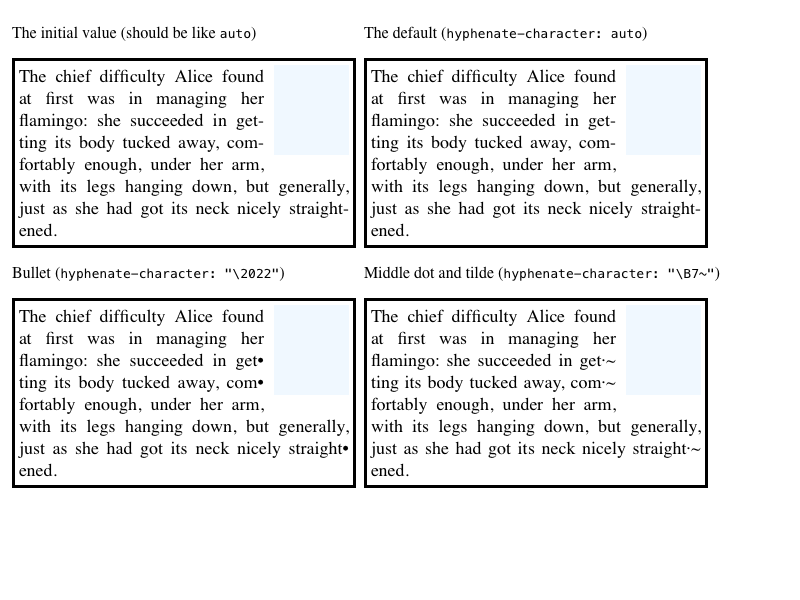 The initial value (should be like auto)
The chief difficulty Alice found
at first was in managing her
flamingo: she succeeded in get-
ting its body tucked away, com-
fortably enough, under her arm,
with its legs hanging down, but generally,
just as she had got its neck nicely straight-
ened.
The default (hyphenate-character: auto)
The chief difficulty Alice found
at first was in managing her
flamingo: she succeeded in get-
ting its body tucked away, com-
fortably enough, under her arm,
with its legs hanging down, but generally,
just as she had got its neck nicely straight-
ened.
Bullet (hyphenate-character: "\2022")
The chief difficulty Alice found
at first was in managing her
flamingo: she succeeded in get•
ting its body tucked away, com•
fortably enough, under her arm,
with its legs hanging down, but generally,
just as she had got its neck nicely straight•
ened.
Middle dot and tilde (hyphenate-character: "\B7~")
The chief difficulty Alice found
at first was in managing her
flamingo: she succeeded in get·~
ting its body tucked away, com·~
fortably enough, under her arm,
with its legs hanging down, but generally,
just as she had got its neck nicely straight·~
ened.